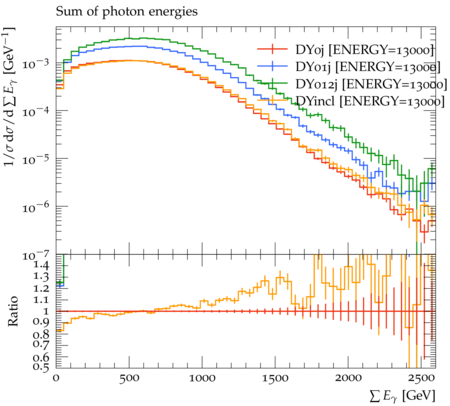 Sum of photon energies
1/σ dσ/d ∑ E_γ [GeV⁻¹]
10⁻³
10⁻⁴
10⁻⁵
10⁻⁶
10⁻⁷
DY0j [ENERGY=13000]
DY01j [ENERGY=13000]
DY012j [ENERGY=13000]
DYincl [ENERGY=13000]
Ratio
1.4
1.3
1.2
1.1
1
0.9
0.8
0.7
0.6
0.5
0 500 1000 1500 2000 2500
∑ E_γ [GeV]